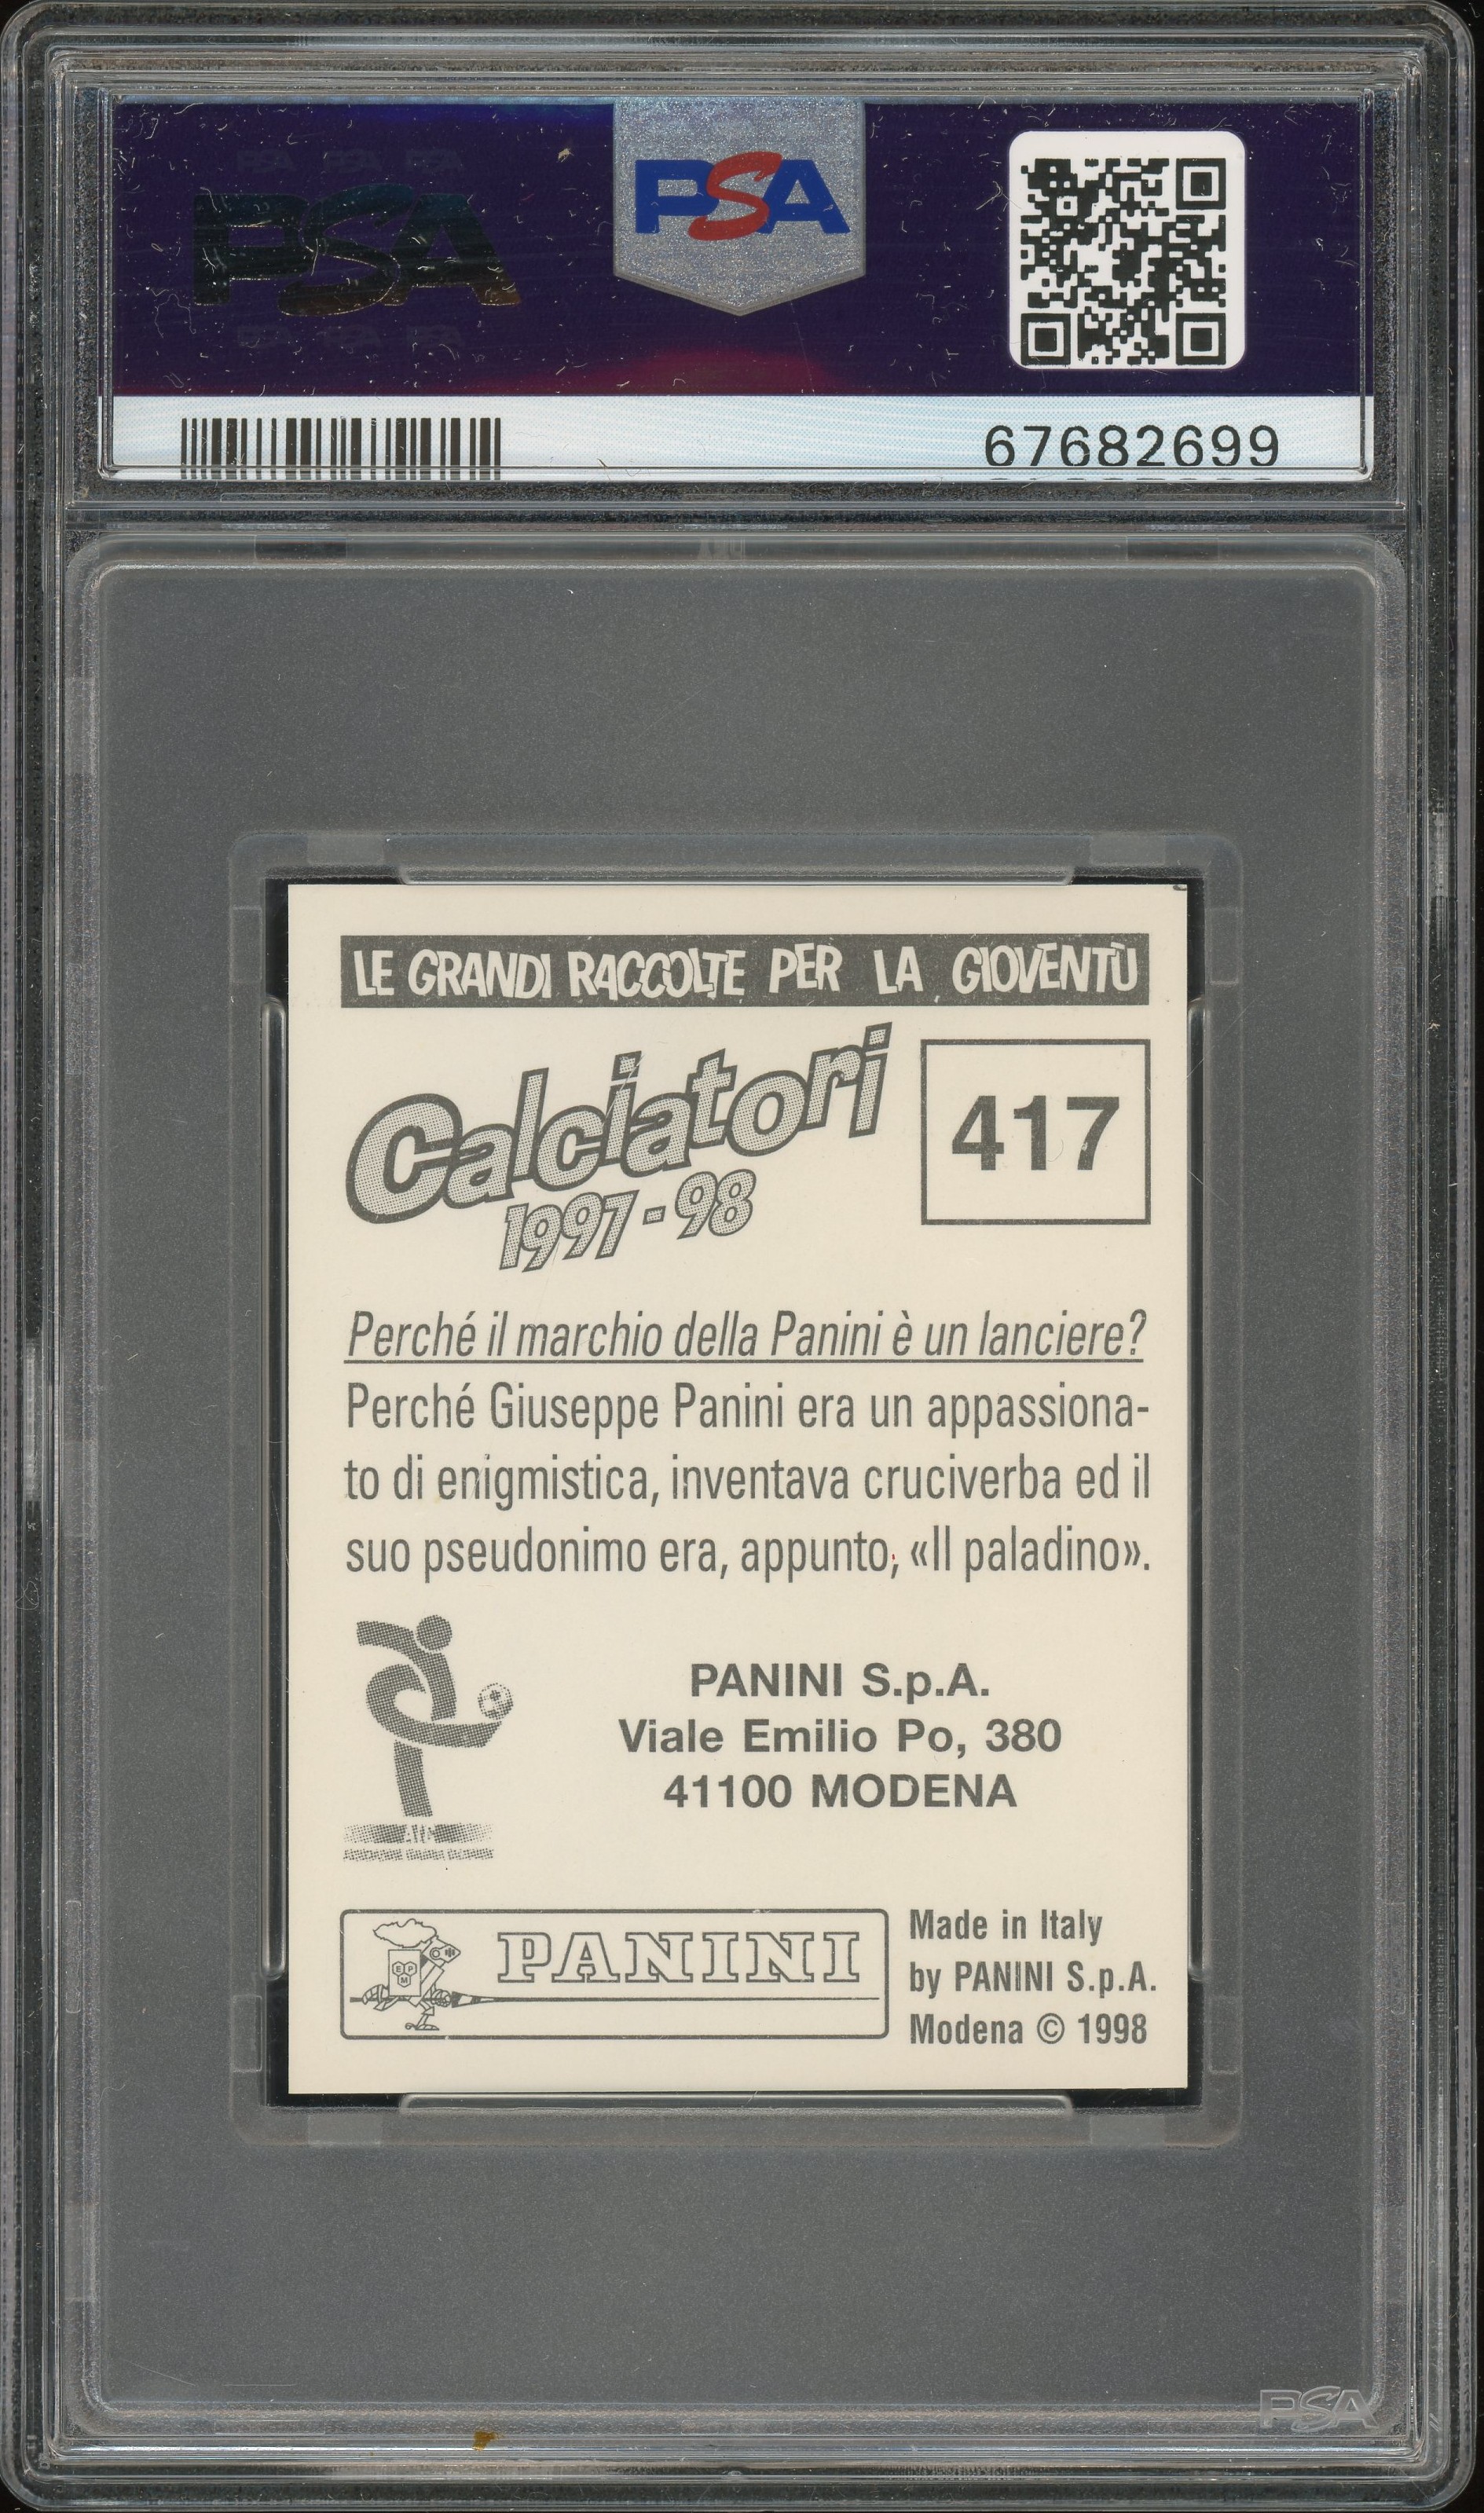 PSA
PSA
67682699
LE GRANDI RACCOLTE PER LA GIOVENTÙ
Calciatori
1997-98
417
Perché il marchio della Panini è un lanciere?
Perché Giuseppe Panini era un appassiona-
to di enigmistica, inventava cruciverba ed il
suo pseudonimo era, appunto, «Il paladino».
PANINI S.p.A.
Viale Emilio Po, 380
41100 MODENA
AIC
PANINI
Made in Italy
by PANINI S.p.A.
Modena © 1998
PSA